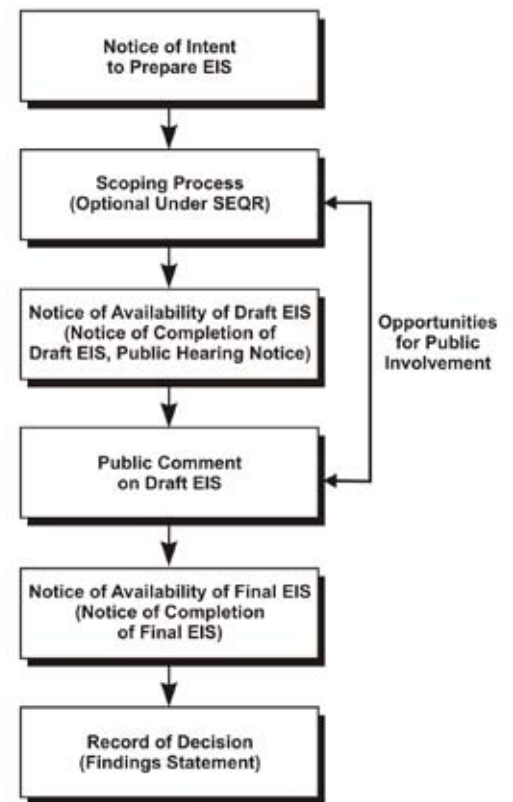 Notice of Intent
to Prepare EIS
Scoping Process
(Optional Under SEQR)
Notice of Availability of Draft EIS
(Notice of Completion of
Draft EIS, Public Hearing Notice)
Opportunities
for Public
Involvement
Public Comment
on Draft EIS
Notice of Availability of Final EIS
(Notice of Completion
of Final EIS)
Record of Decision
(Findings Statement)